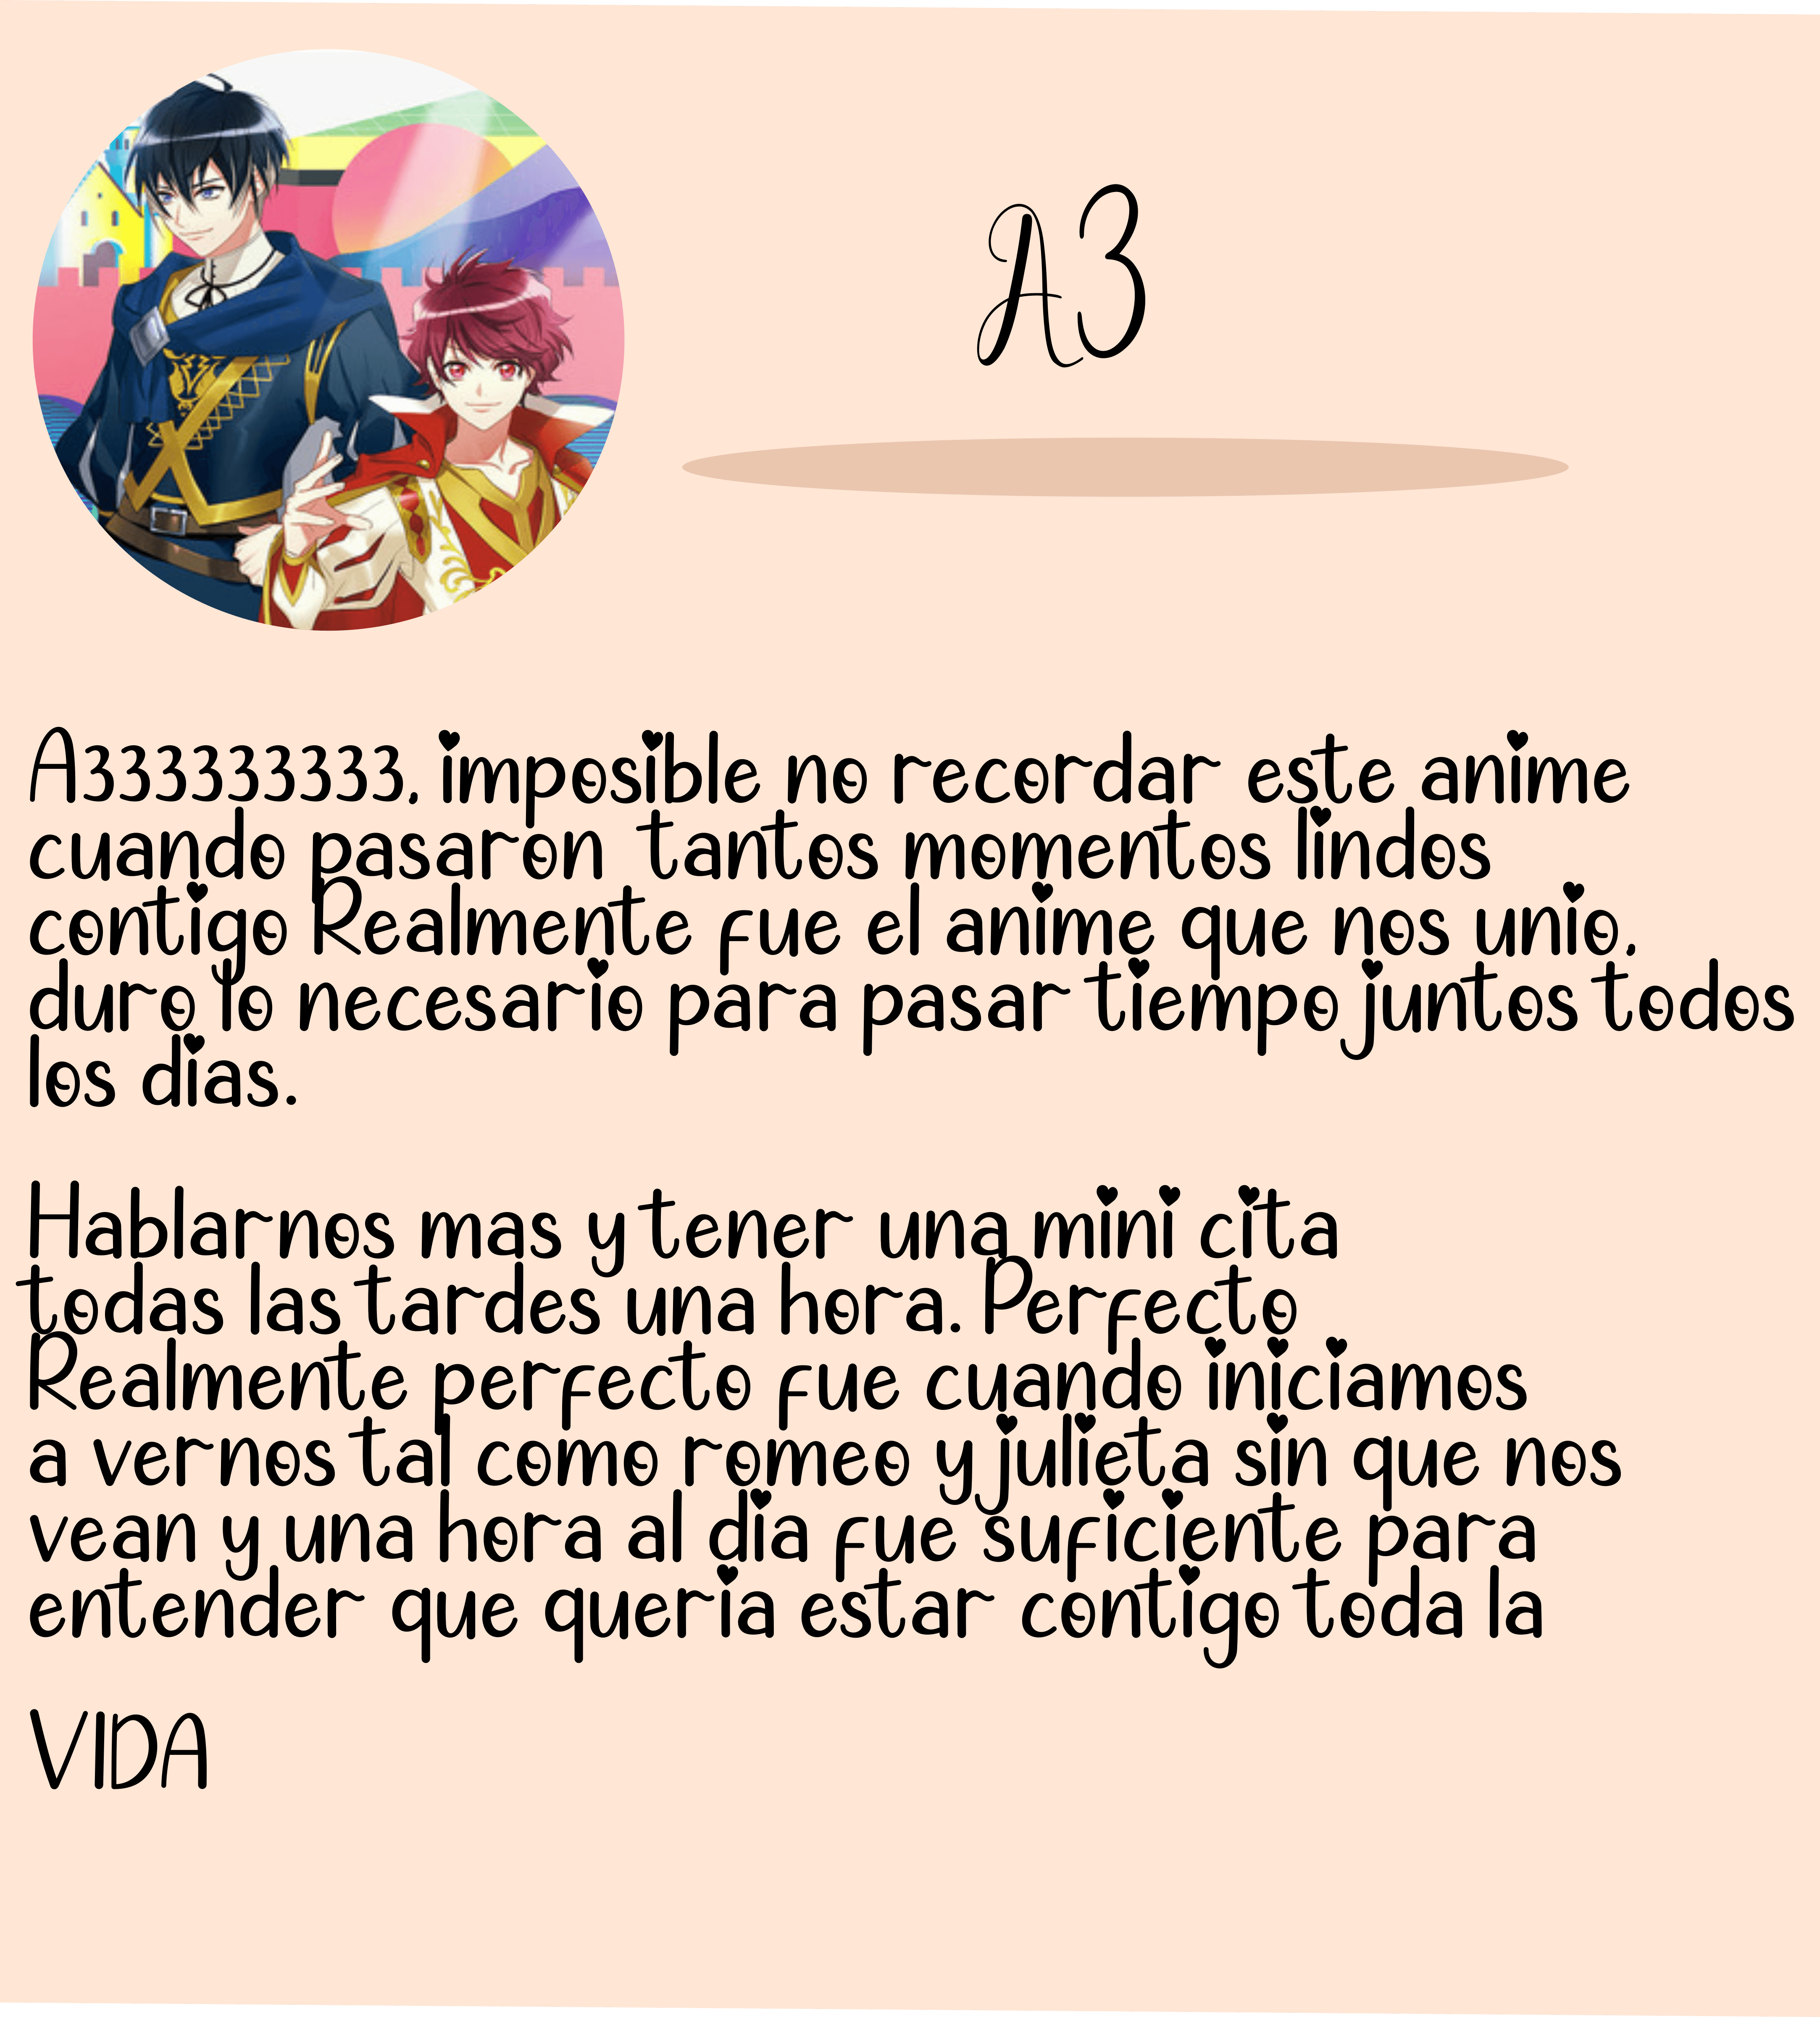 A3
A333333333, imposible no recordar este anime
cuando pasaron tantos momentos lindos
contigo Realmente fue el anime que nos unio,
duro lo necesario para pasar tiempo juntos todos
los dias.
Hablarnos mas y tener una mini cita
todas las tardes una hora. Perfecto
Realmente perfecto fue cuando iniciamos
a vernos tal como romeo y julieta sin que nos
vean y una hora al dia fue suficiente para
entender que queria estar contigo toda la
VIDA